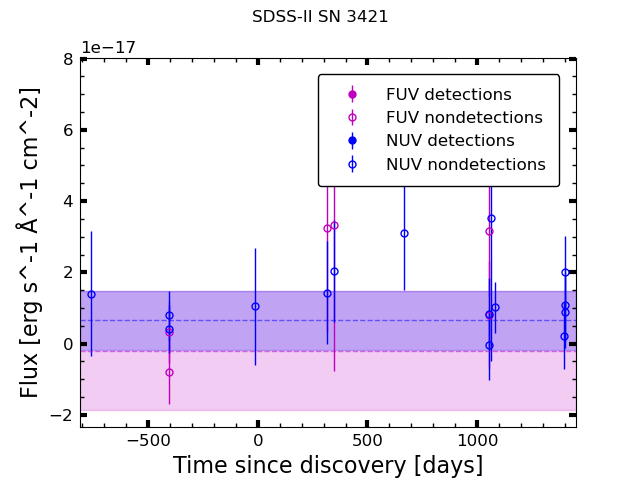 SDSS-II SN 3421
1e−17
8
6
4
2
0
−2
Flux [erg s^-1 Å^-1 cm^-2]
FUV detections
FUV nondetections
NUV detections
NUV nondetections
−500 0 500 1000
Time since discovery [days]